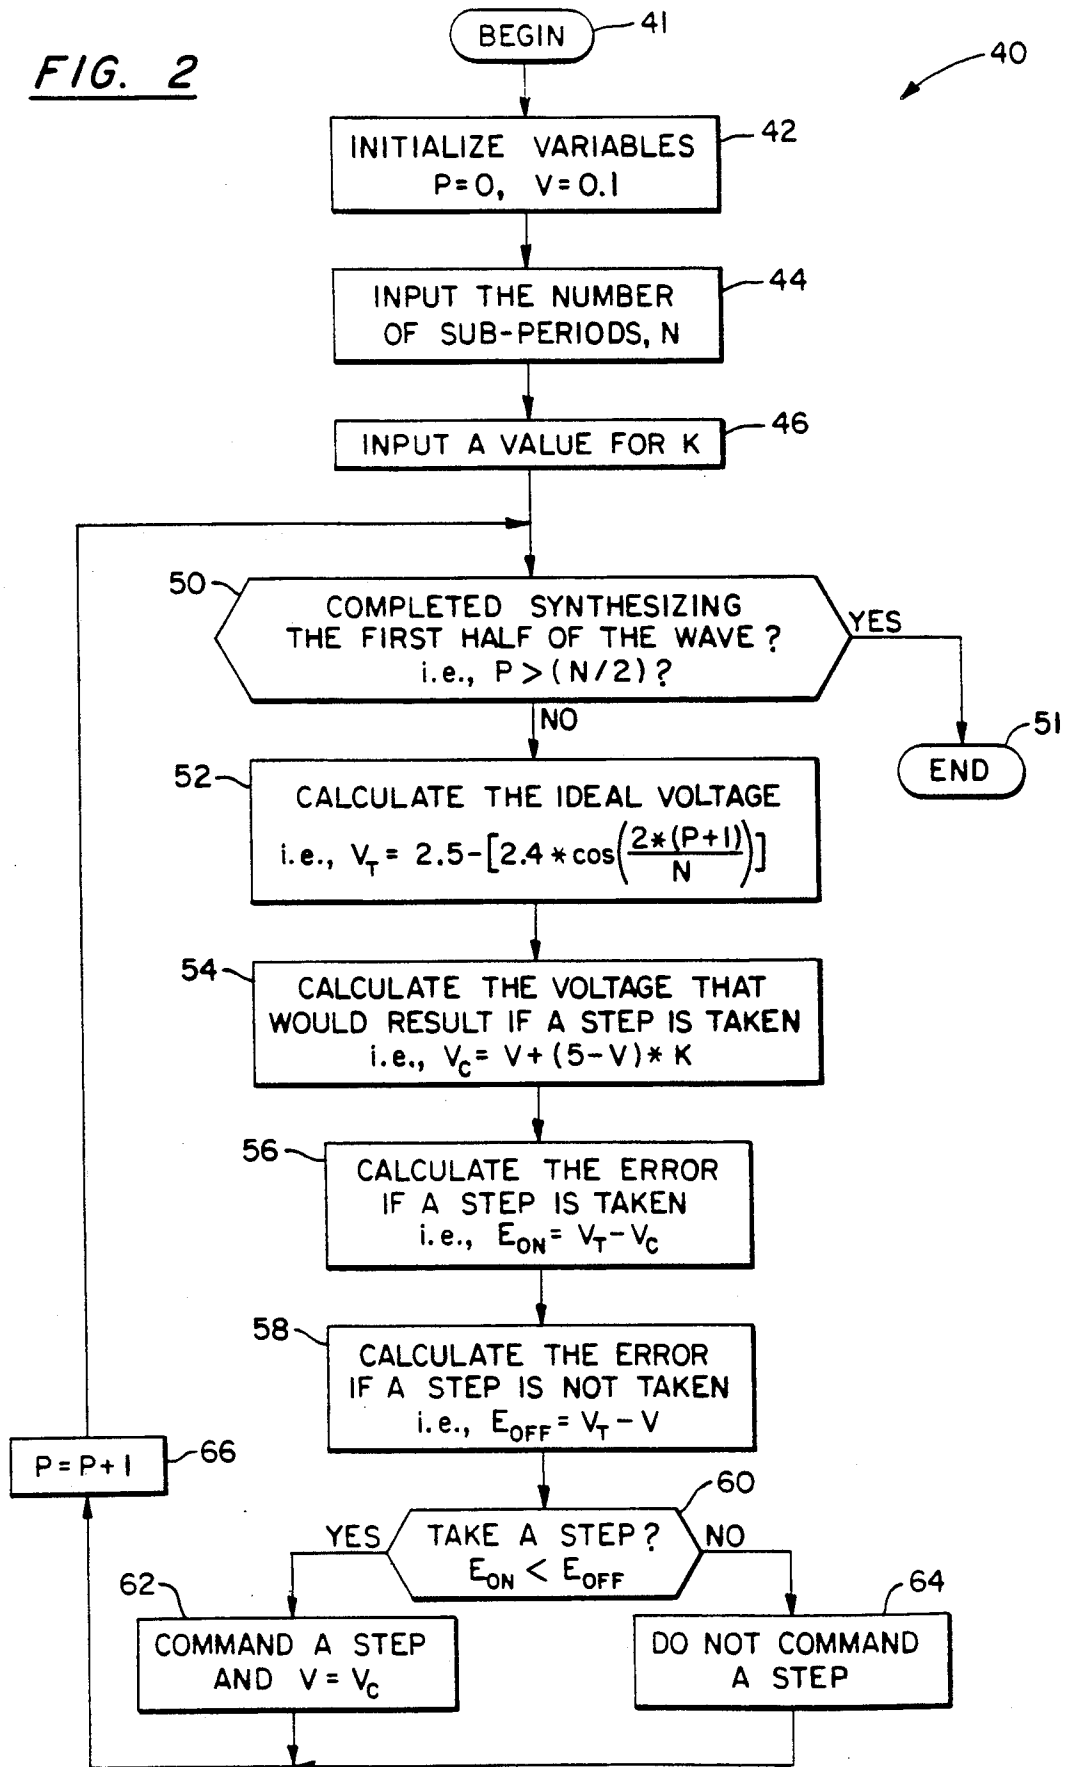 FIG. 2
BEGIN
41
40
INITIALIZE VARIABLES
P=0, V=0.1
42
INPUT THE NUMBER
OF SUB-PERIODS, N
44
INPUT A VALUE FOR K
46
50
COMPLETED SYNTHESIZING
THE FIRST HALF OF THE WAVE?
i.e., P > (N/2)?
YES
NO
51
END
52
CALCULATE THE IDEAL VOLTAGE
i.e., V_T = 2.5-[2.4*cos(2*(P+1)/N)]
54
CALCULATE THE VOLTAGE THAT
WOULD RESULT IF A STEP IS TAKEN
i.e., V_C = V+(5-V)* K
56
CALCULATE THE ERROR
IF A STEP IS TAKEN
i.e., E_ON = V_T - V_C
58
CALCULATE THE ERROR
IF A STEP IS NOT TAKEN
i.e., E_OFF = V_T - V
P=P+1
66
60
YES
TAKE A STEP?
E_ON < E_OFF
NO
62
COMMAND A STEP
AND V = V_C
64
DO NOT COMMAND
A STEP